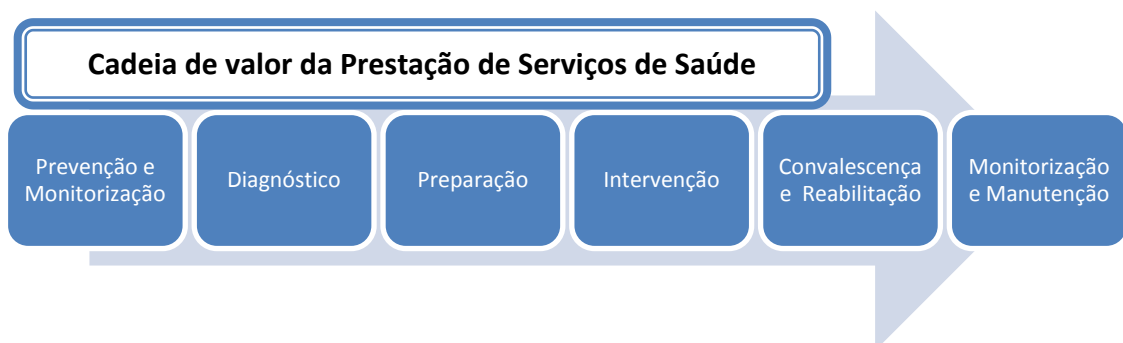 Cadeia de valor da Prestação de Serviços de Saúde
Prevenção e
Monitorização
Diagnóstico
Preparação
Intervenção
Convalescença
e Reabilitação
Monitorização
e Manutenção